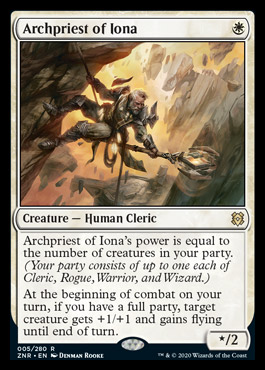 Archpriest of Iona
Creature — Human Cleric
Archpriest of Iona's power is equal to
the number of creatures in your party.
(Your party consists of up to one each of
Cleric, Rogue, Warrior, and Wizard.)
At the beginning of combat on your
turn, if you have a full party, target
creature gets +1/+1 and gains flying
until end of turn.
*/2
005/280 R
ZNR • EN Denman Rooke
™ & © 2020 Wizards of the Coast